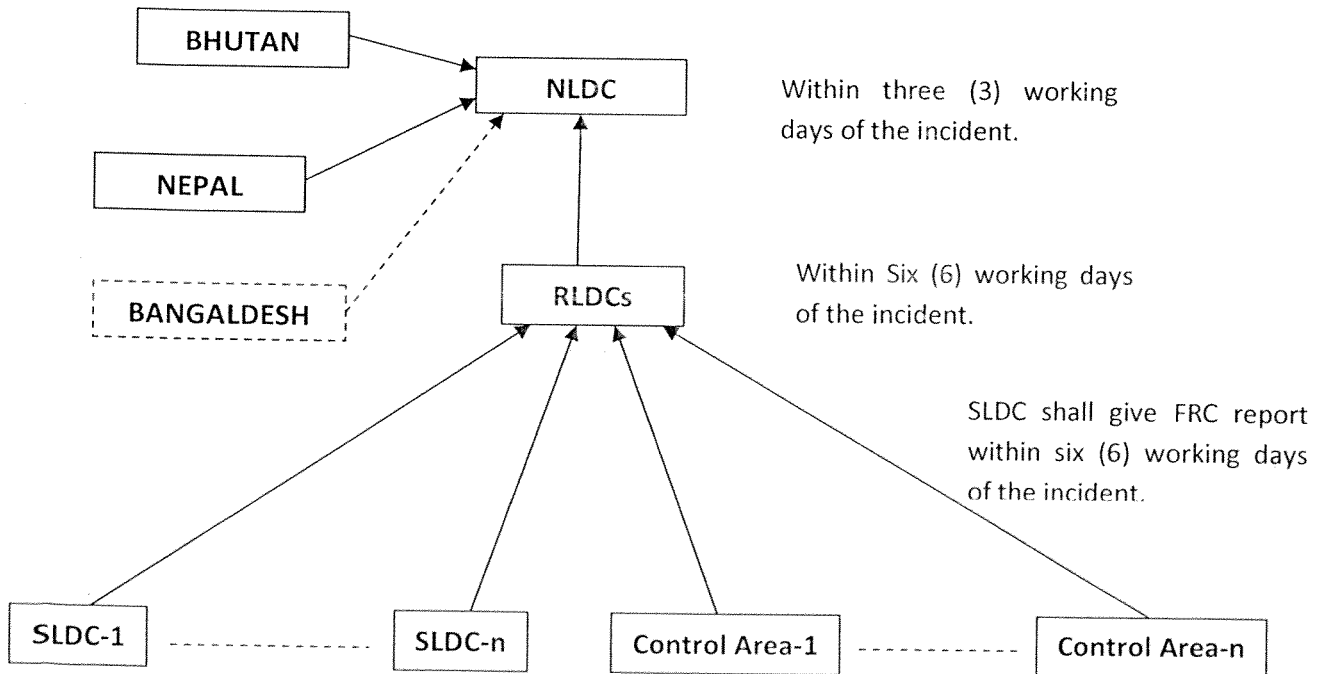 BHUTAN
NLDC
Within three (3) working
days of the incident.
NEPAL
BANGALDESH
RLDCs
Within Six (6) working days
of the incident.
SLDC shall give FRC report
within six (6) working days
of the incident.
SLDC-1
SLDC-n
Control Area-1
Control Area-n